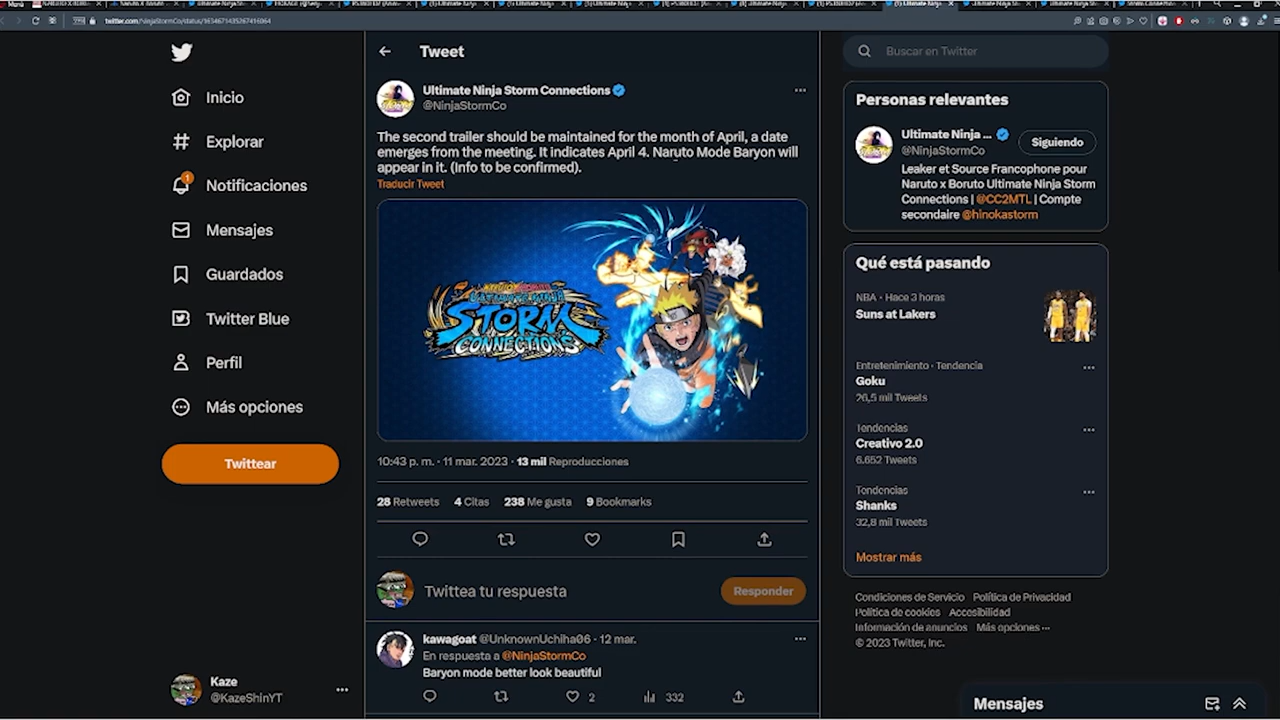 twitter.com/NinjaStormCo/status/1634671435267416064
Inicio
Explorar
1
Notificaciones
Mensajes
Guardados
Twitter Blue
Perfil
Más opciones
Twittear
Kaze
@KazeShinYT
Tweet
Ultimate Ninja Storm Connections
@NinjaStormCo
The second trailer should be maintained for the month of April, a date
emerges from the meeting. It indicates April 4. Naruto Mode Baryon will
appear in it. (Info to be confirmed).
Traducir Tweet
ULTIMATE NINJA
STORM
CONNECTIONS
10:43 p. m. · 11 mar. 2023 · 13 mil Reproducciones
28 Retweets 4 Citas 238 Me gusta 9 Bookmarks
Twittea tu respuesta
Responder
kawagoat @UnknownUchiha06 · 12 mar.
En respuesta a @NinjaStormCo
Baryon mode better look beautiful
2 332
Buscar en Twitter
Personas relevantes
Ultimate Ninja ...
@NinjaStormCo
Siguiendo
Leaker et Source Francophone pour
Naruto x Boruto Ultimate Ninja Storm
Connections | @CC2MTL | Compte
secondaire @hinokastorm
Qué está pasando
NBA · Hace 3 horas
Suns at Lakers
Entretenimiento · Tendencia
Goku
26,5 mil Tweets
Tendencias
Creativo 2.0
6.652 Tweets
Tendencias
Shanks
32,8 mil Tweets
Mostrar más
Condiciones de Servicio Política de Privacidad
Política de cookies Accesibilidad
Información de anuncios Más opciones ···
© 2023 Twitter, Inc.
Mensajes